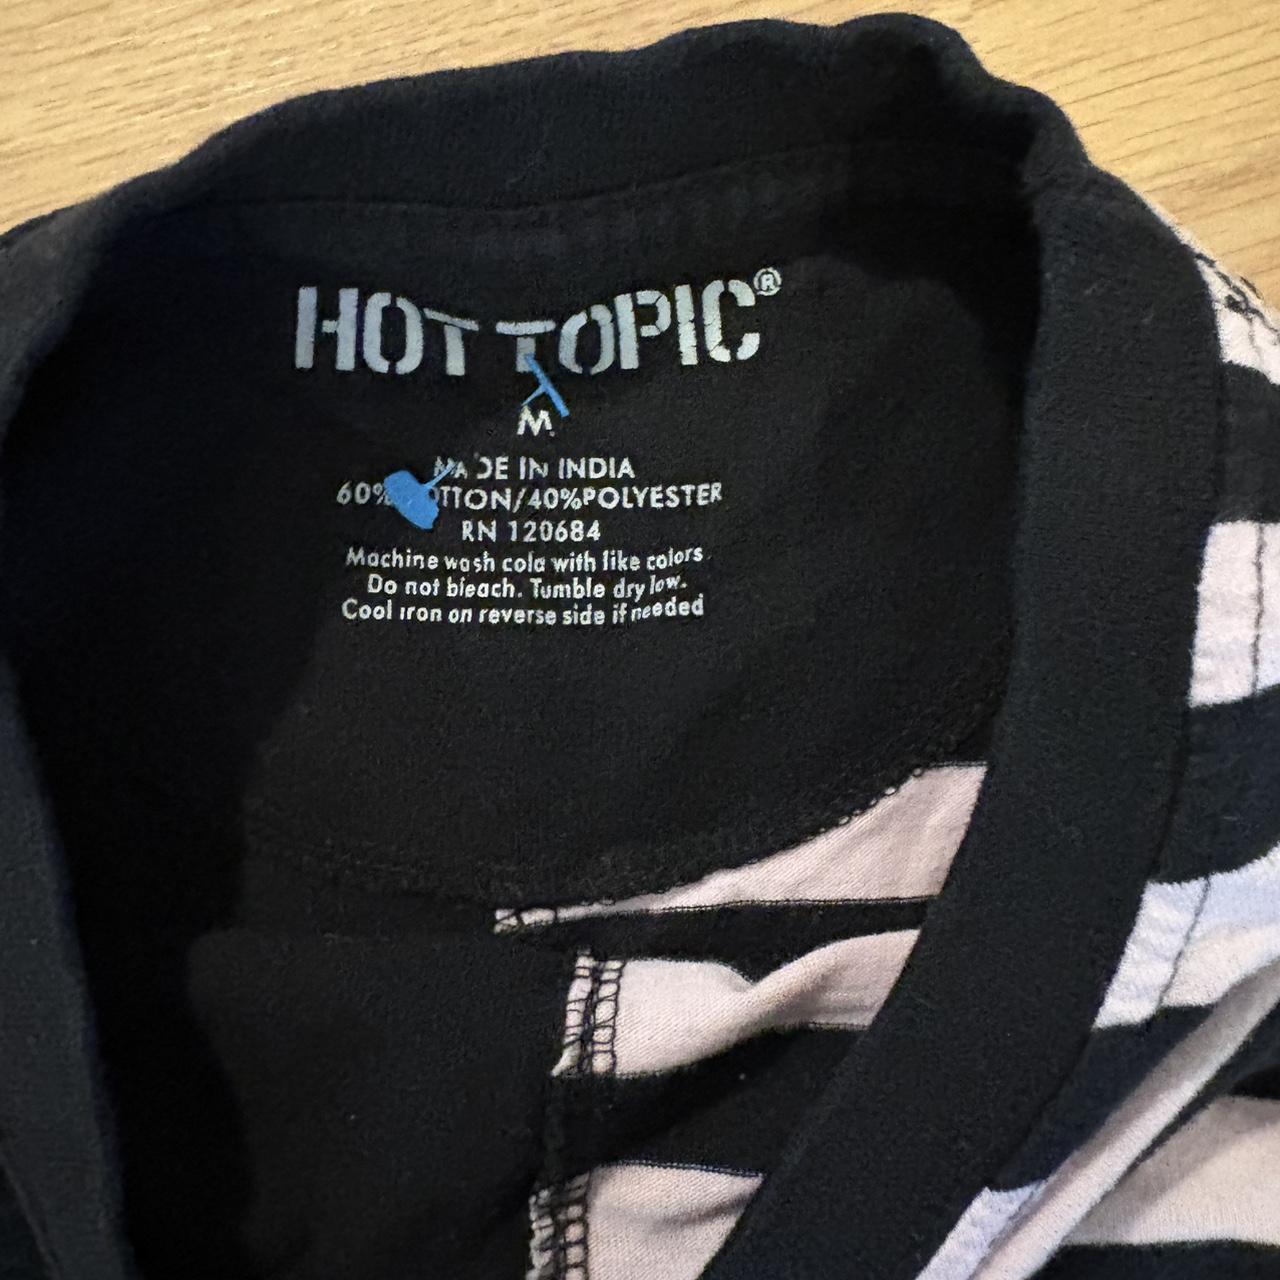 HOT TOPIC®
M
MADE IN INDIA
60% COTTON/40%POLYESTER
RN 120684
Machine wash cold with like colors
Do not bleach. Tumble dry low.
Cool iron on reverse side if needed